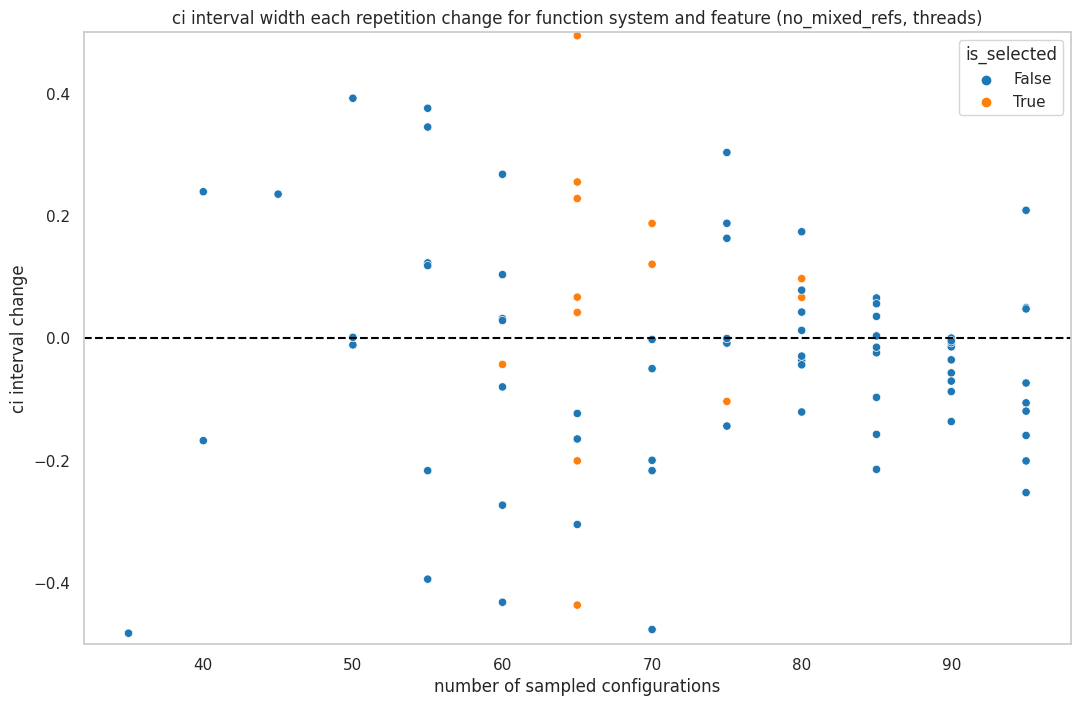 ci interval width each repetition change for function system and feature (no_mixed_refs, threads)
is_selected
False
True
ci interval change
0.4
0.2
0.0
−0.2
−0.4
40 50 60 70 80 90
number of sampled configurations